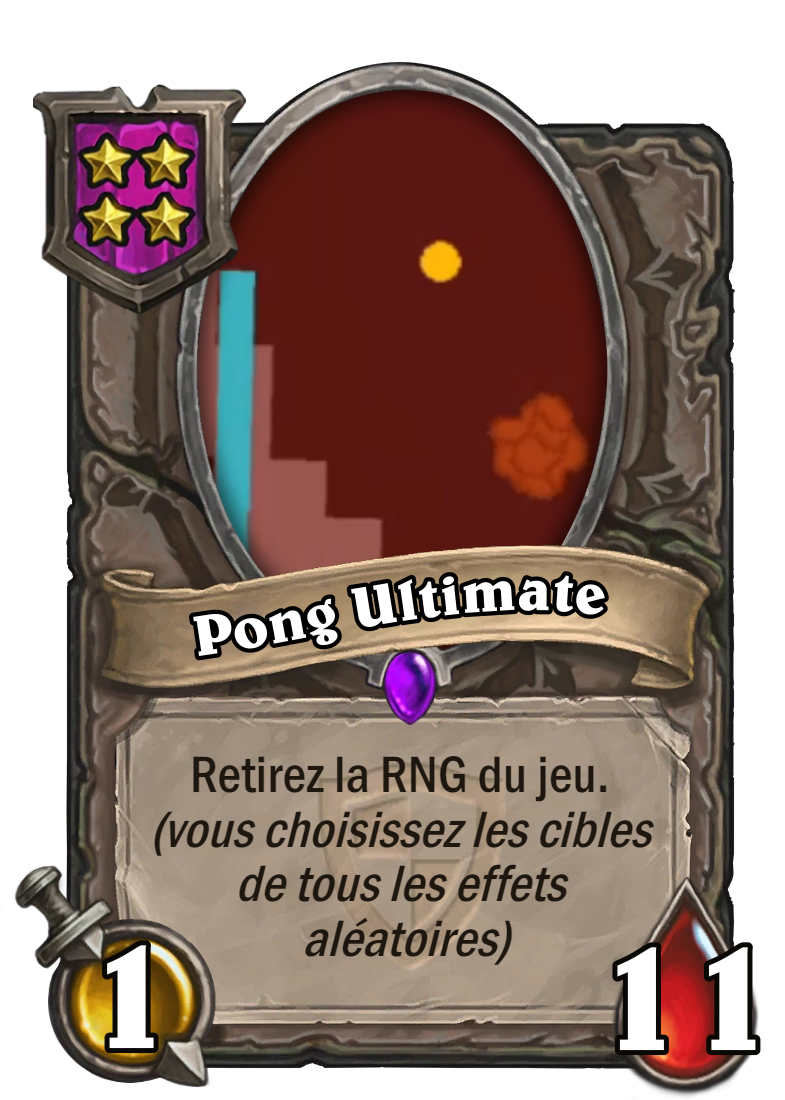 Pong Ultimate
Retirez la RNG du jeu.
(vous choisissez les cibles
de tous les effets
aléatoires)
1
11